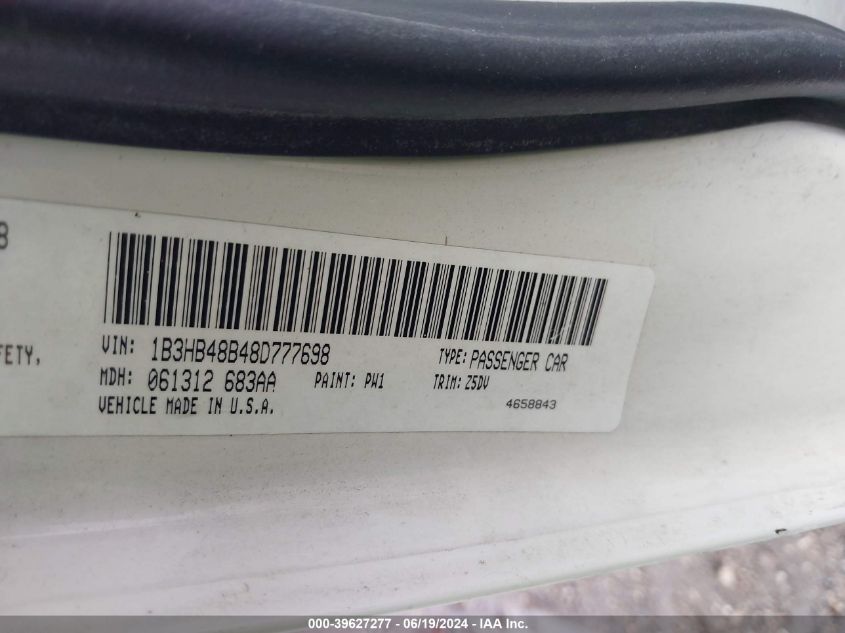 8
FETY,
VIN: 1B3HB48B48D777698
TYPE: PASSENGER CAR
MDH: 061312 683AA
PAINT: PW1
TRIM: Z5DV
VEHICLE MADE IN U.S.A.
4658843
000-39627277 - 06/19/2024 - IAA Inc.